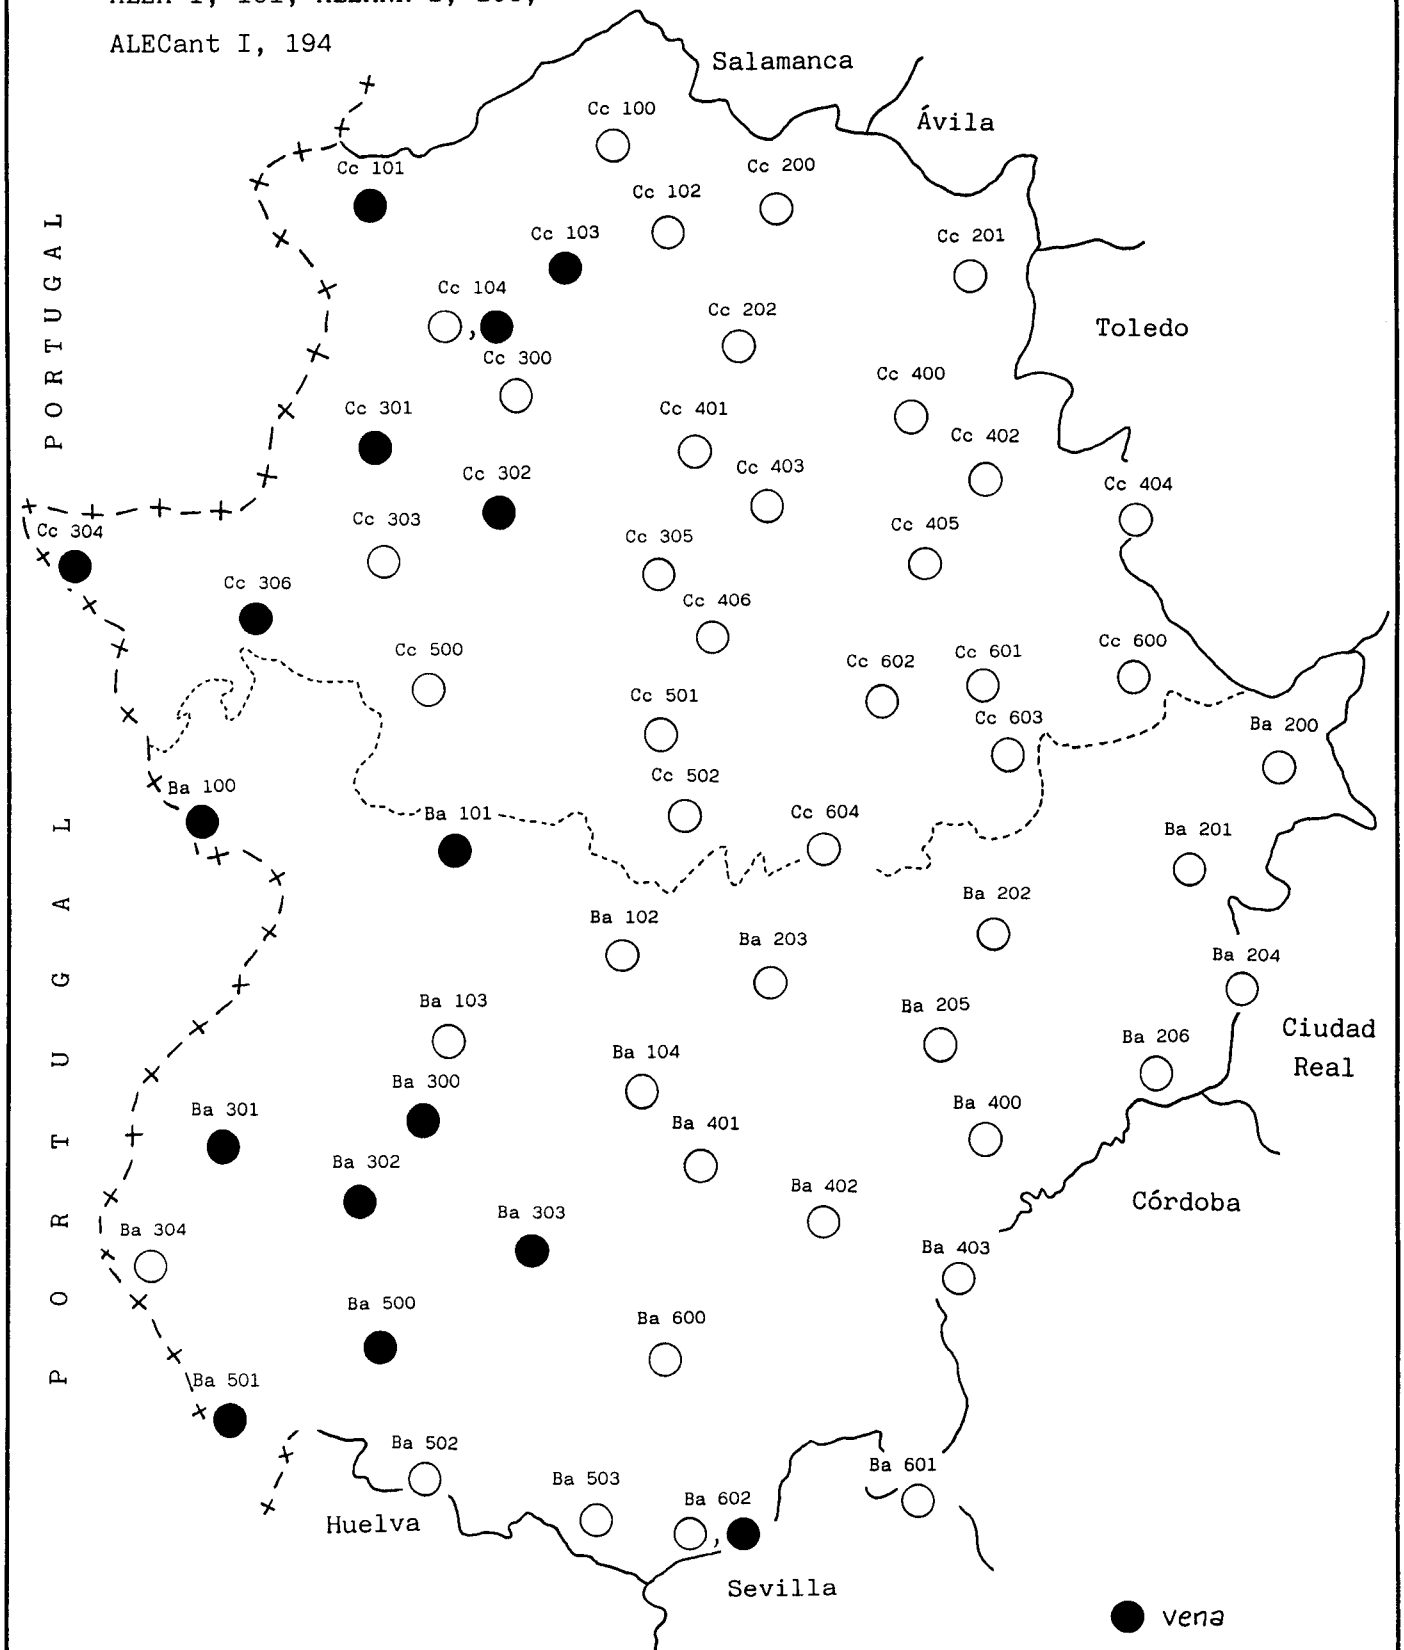 ALECant I, 194
Salamanca
Cc 100
Ávila
Cc 101
Cc 200
Cc 102
Cc 103
Cc 201
PORTUGAL
Cc 104
,
Cc 202
Toledo
Cc 300
Cc 400
Cc 301
Cc 401
Cc 402
Cc 302
Cc 403
Cc 404
Cc 303
Cc 304
Cc 405
Cc 305
Cc 306
Cc 406
Cc 500
Cc 600
Cc 601
Cc 602
Cc 501
Cc 603
Ba 200
Cc 502
Ba 100
Ba 101
Cc 604
Ba 201
PORTUGAL
Ba 202
Ba 102
Ba 203
Ba 204
Ba 103
Ba 205
Ciudad
Real
Ba 206
Ba 104
Ba 300
Ba 301
Ba 400
Ba 401
Ba 302
Ba 402
Córdoba
Ba 303
Ba 304
Ba 403
Ba 500
Ba 600
Ba 501
Ba 502
Ba 601
Ba 503
Ba 602
,
Huelva
Sevilla
vena